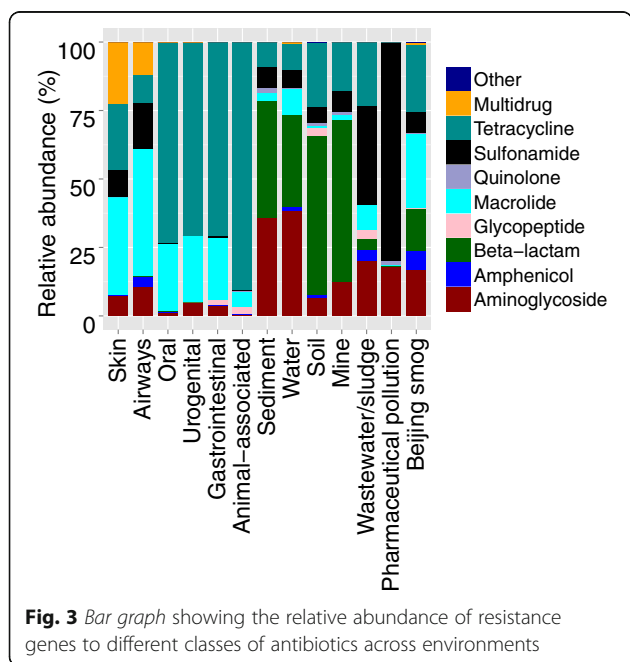 Relative abundance (%)
100
75
50
25
0
Skin
Airways
Oral
Urogenital
Gastrointestinal
Animal−associated
Sediment
Water
Soil
Mine
Wastewater/sludge
Pharmaceutical pollution
Beijing smog
Other
Multidrug
Tetracycline
Sulfonamide
Quinolone
Macrolide
Glycopeptide
Beta−lactam
Amphenicol
Aminoglycoside
Fig. 3 Bar graph showing the relative abundance of resistance
genes to different classes of antibiotics across environments